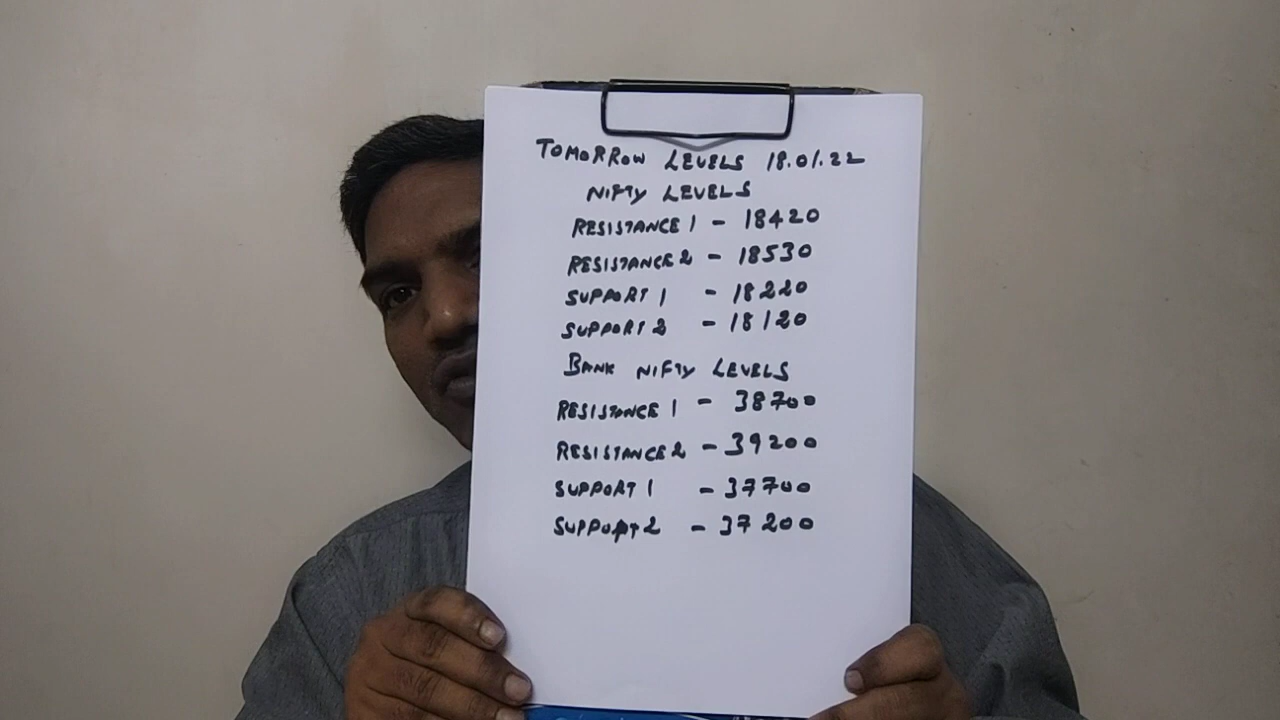 TOMORROW LEVELS 18.01.22
NIFTY LEVELS
RESISTANCE 1 - 18420
RESISTANCE 2 - 18530
SUPPORT 1 - 18220
SUPPORT 2 - 18120
BANK NIFTY LEVELS
RESISTANCE 1 - 38700
RESISTANCE 2 - 39200
SUPPORT 1 - 37700
SUPPORT 2 - 37200